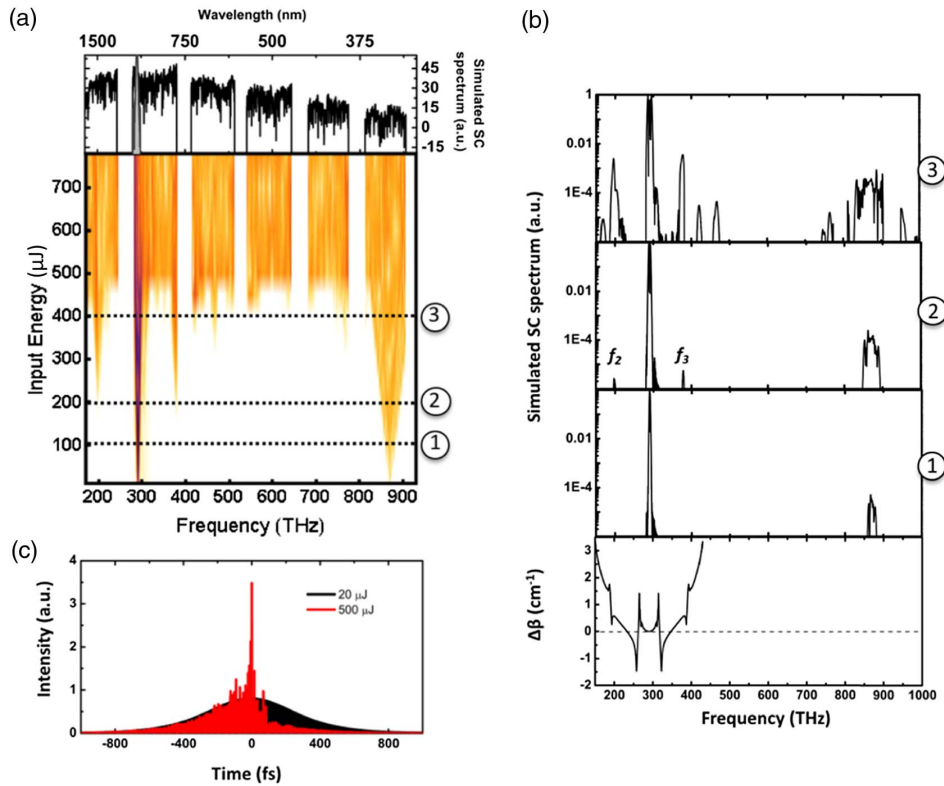 (a)
Wavelength (nm)
1500 750 500 375
45
30
15
0
-15
Simulated SC
spectrum (a.u.)
700
600
500
400
300
200
100
Input Energy (μJ)
3
2
1
200 300 400 500 600 700 800 900
Frequency (THz)
(b)
1
0.01
1E-4
3
0.01
1E-4
2
f2 f3
0.01
1E-4
1
Simulated SC spectrum (a.u.)
3
2
1
0
-1
-2
Δβ (cm-1)
200 300 400 500 600 700 800 900 1000
Frequency (THz)
(c)
4
3
2
1
0
Intensity (a.u.)
20 μJ
500 μJ
-800 -400 0 400 800
Time (fs)